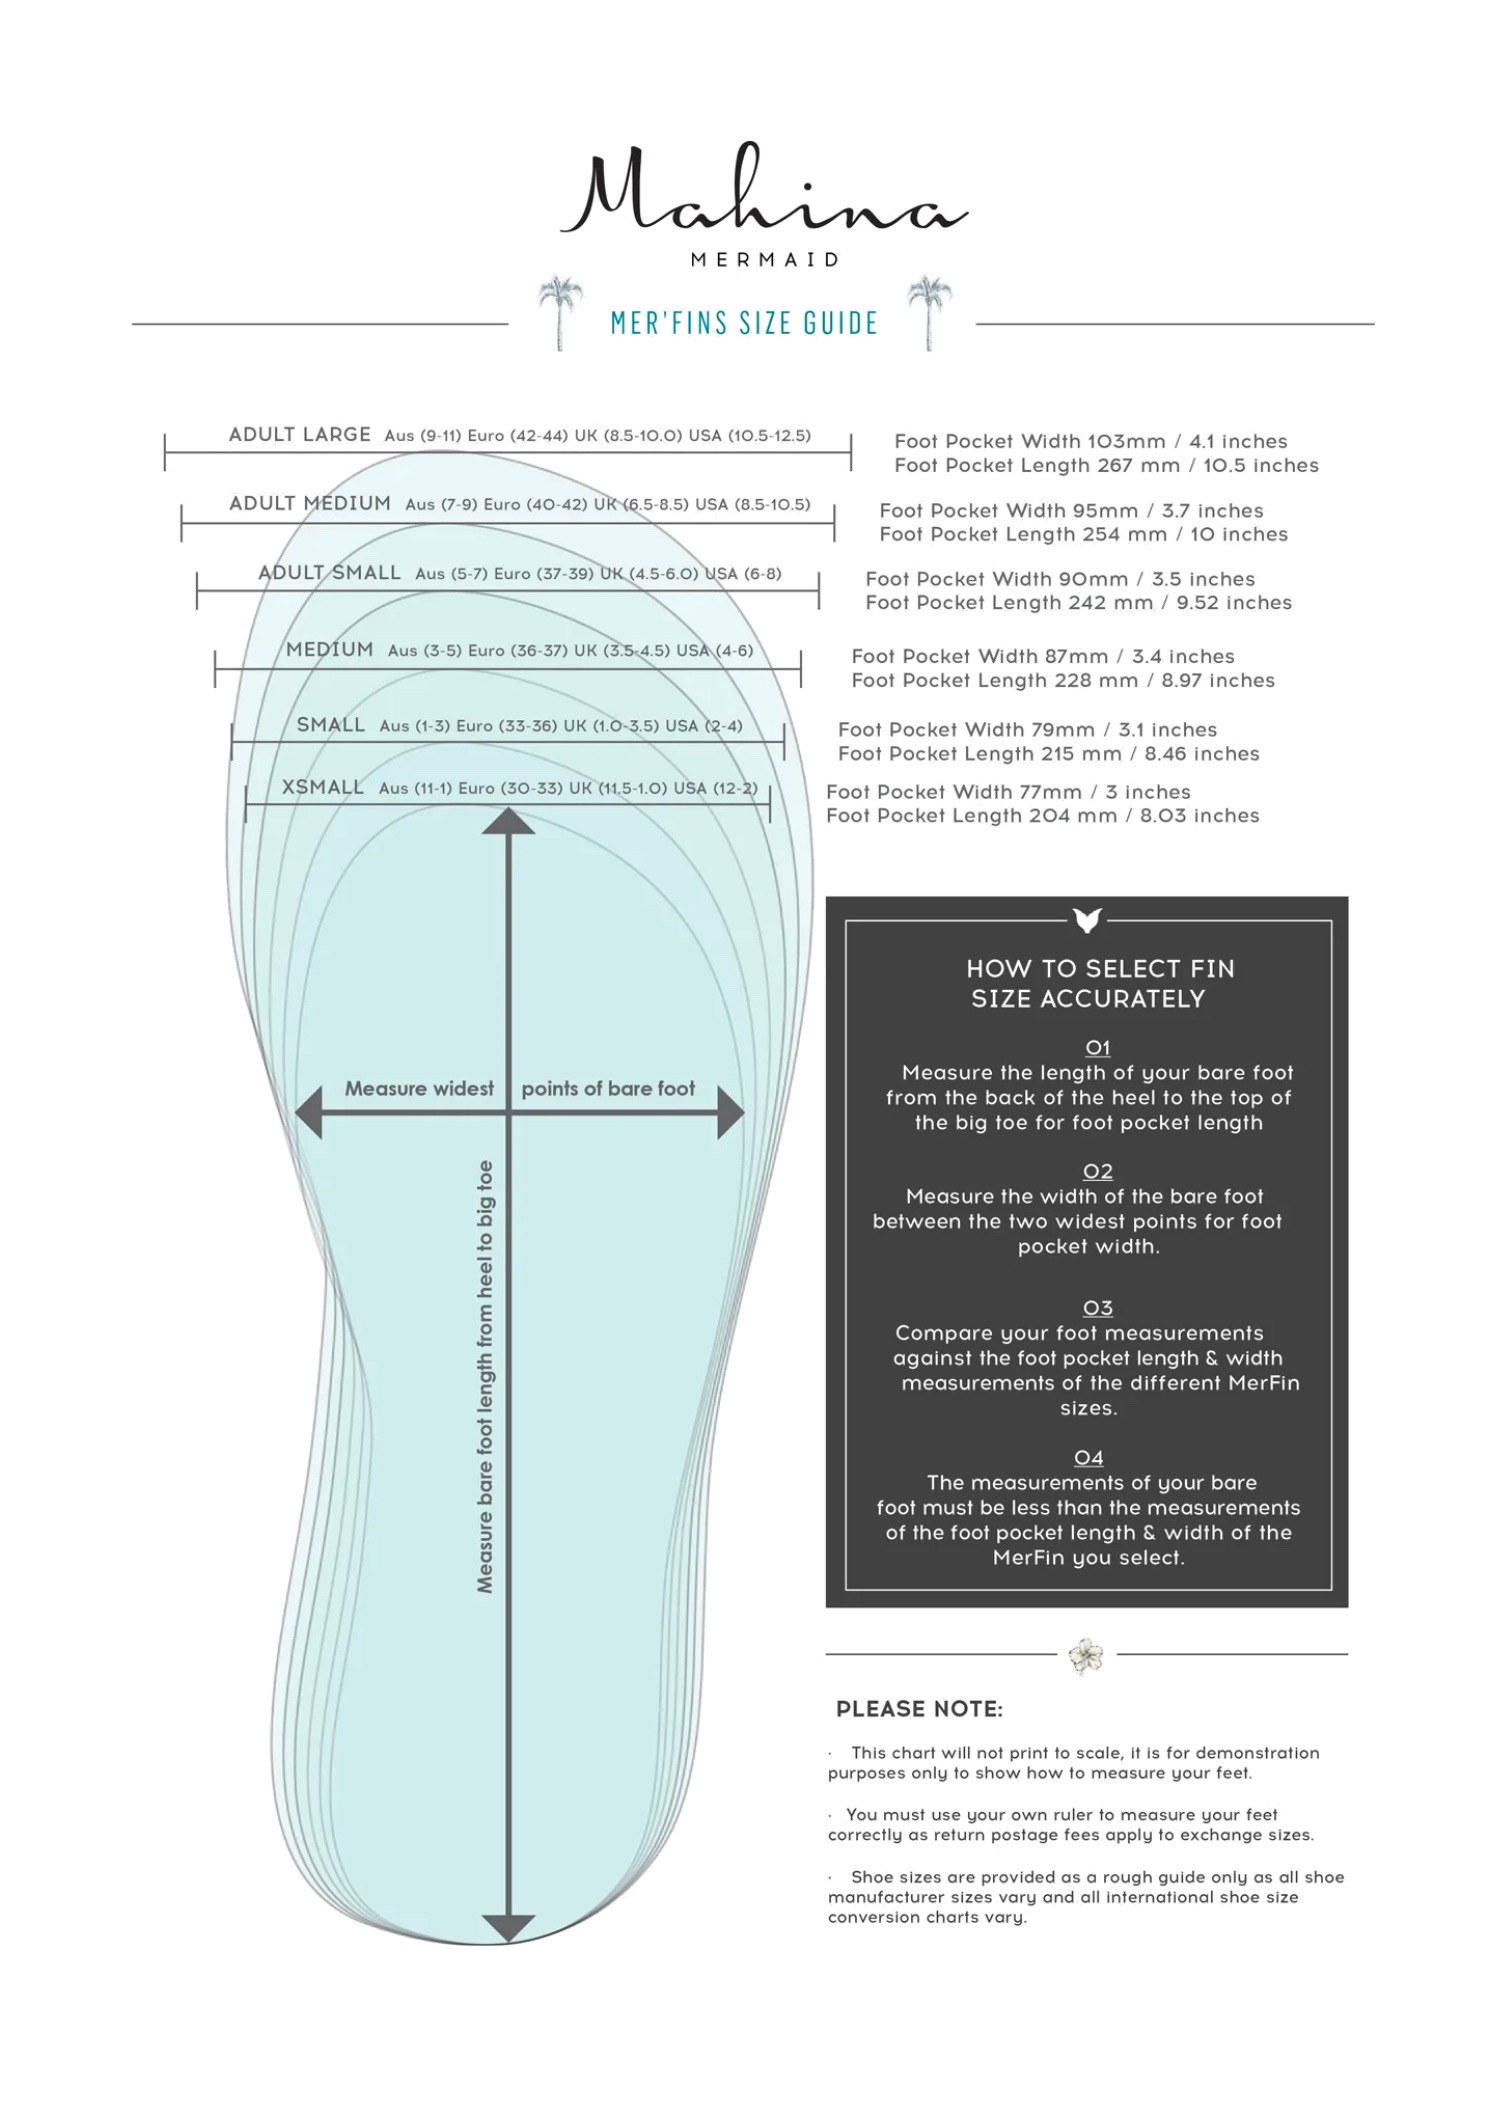 Mahina
MERMAID
MER'FINS SIZE GUIDE
ADULT LARGE Aus (9-11) Euro (42-44) UK (8.5-10.0) USA (10.5-12.5)
Foot Pocket Width 103mm / 4.1 inches
Foot Pocket Length 267 mm / 10.5 inches
ADULT MEDIUM Aus (7-9) Euro (40-42) UK (6.5-8.5) USA (8.5-10.5)
Foot Pocket Width 95mm / 3.7 inches
Foot Pocket Length 254 mm / 10 inches
ADULT SMALL Aus (5-7) Euro (37-39) UK (4.5-6.0) USA (6-8)
Foot Pocket Width 90mm / 3.5 inches
Foot Pocket Length 242 mm / 9.52 inches
MEDIUM Aus (3-5) Euro (36-37) UK (3.5-4.5) USA (4-6)
Foot Pocket Width 87mm / 3.4 inches
Foot Pocket Length 228 mm / 8.97 inches
SMALL Aus (1-3) Euro (33-36) UK (1.0-3.5) USA (2-4)
Foot Pocket Width 79mm / 3.1 inches
Foot Pocket Length 215 mm / 8.46 inches
XSMALL Aus (11-1) Euro (30-33) UK (11.5-1.0) USA (12-2)
Foot Pocket Width 77mm / 3 inches
Foot Pocket Length 204 mm / 8.03 inches
Measure widest points of bare foot
Measure bare foot length from heel to big toe
HOW TO SELECT FIN
SIZE ACCURATELY
01
Measure the length of your bare foot
from the back of the heel to the top of
the big toe for foot pocket length
02
Measure the width of the bare foot
between the two widest points for foot
pocket width.
03
Compare your foot measurements
against the foot pocket length & width
measurements of the different MerFin
sizes.
04
The measurements of your bare
foot must be less than the measurements
of the foot pocket length & width of the
MerFin you select.
PLEASE NOTE:
· This chart will not print to scale, it is for demonstration
purposes only to show how to measure your feet.
· You must use your own ruler to measure your feet
correctly as return postage fees apply to exchange sizes.
· Shoe sizes are provided as a rough guide only as all shoe
manufacturer sizes vary and all international shoe size
conversion charts vary.